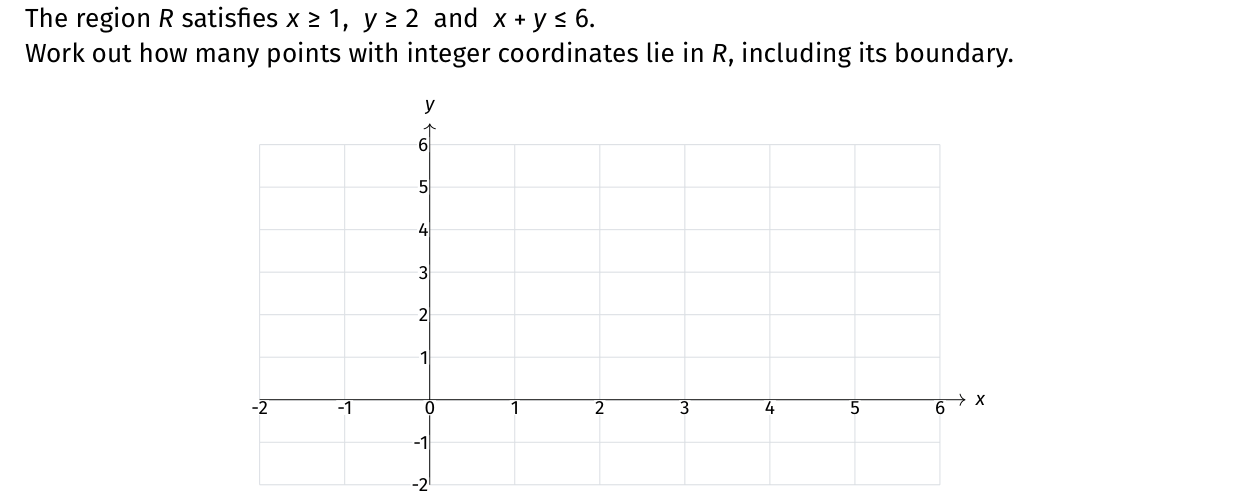 The region R satisfies x ≥ 1, y ≥ 2 and x + y ≤ 6.
Work out how many points with integer coordinates lie in R, including its boundary.
y
6
5
4
3
2
1
-2 -1 0 1 2 3 4 5 6 x
-1
-2